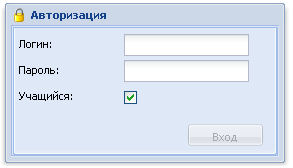 Авторизация
Логин:
Пароль:
Учащийся:
Вход